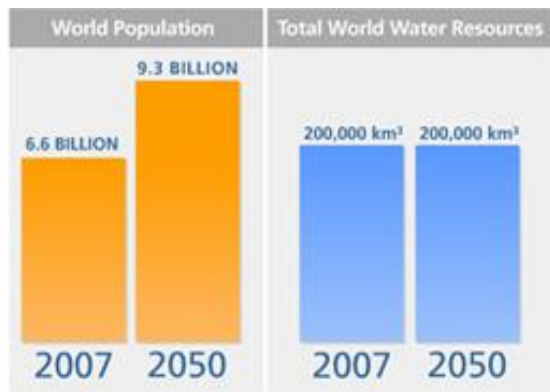 World Population
9.3 BILLION
6.6 BILLION
2007 2050
Total World Water Resources
200,000 km³ 200,000 km³
2007 2050